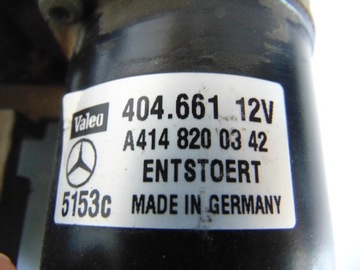 Valeo 404.661 12V
A414 820 03 42
ENTSTOERT
5153c MADE IN GERMANY